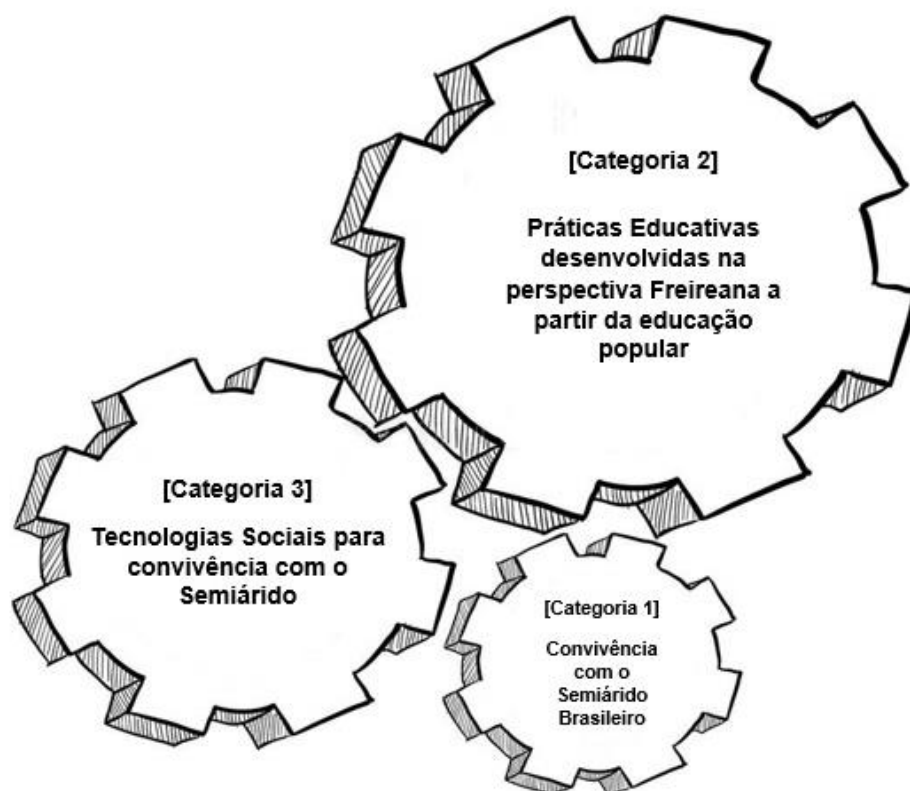 [Categoria 2]
Práticas Educativas
desenvolvidas na
perspectiva Freireana a
partir da educação
popular
[Categoria 3]
Tecnologias Sociais para
convivência com o
Semiárido
[Categoria 1]
Convivência
com o
Semiárido
Brasileiro